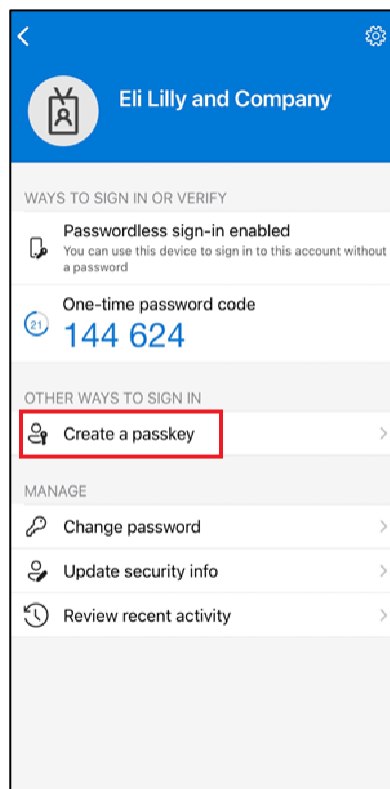 Eli Lilly and Company
WAYS TO SIGN IN OR VERIFY
Passwordless sign-in enabled
You can use this device to sign in to this account without
a password
One-time password code
21
144 624
OTHER WAYS TO SIGN IN
Create a passkey
MANAGE
Change password
Update security info
Review recent activity